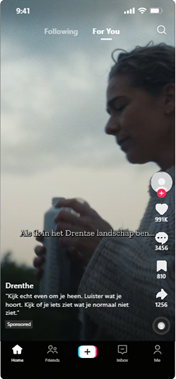 9:41
Following For You
991K
3456
810
1256
Als ik in het Drentse landschap ben...
Drenthe
"Kijk echt even om je heen. Luister wat je
hoort. Kijk of je iets ziet wat je normaal niet
ziet."
Sponsored
Home Friends Inbox Me